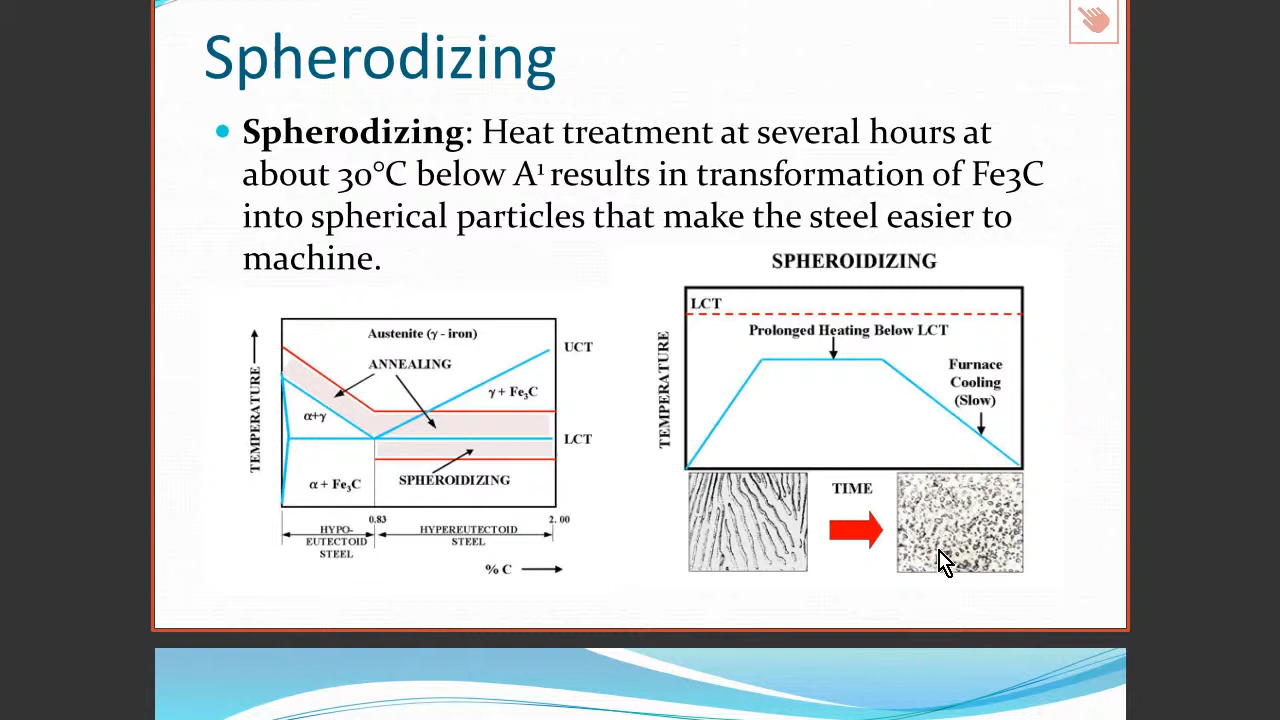 Spherodizing
• Spherodizing: Heat treatment at several hours at
about 30°C below A¹ results in transformation of Fe3C
into spherical particles that make the steel easier to
machine.
TEMPERATURE
Austenite (γ - iron)
ANNEALING
UCT
γ + Fe₃C
α+γ
LCT
α + Fe₃C
SPHEROIDIZING
0.83
2. 00
HYPO-
EUTECTOID
STEEL
HYPEREUTECTOID
STEEL
% C
SPHEROIDIZING
TEMPERATURE
LCT
Prolonged Heating Below LCT
Furnace
Cooling
(Slow)
TIME